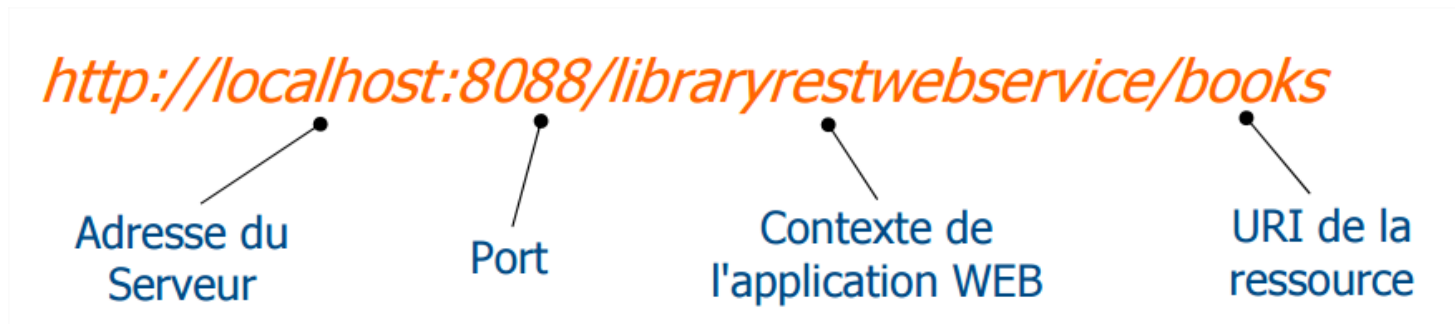 http://localhost:8088/libraryrestwebservice/books
Adresse du
Serveur
Port
Contexte de
l'application WEB
URI de la
ressource